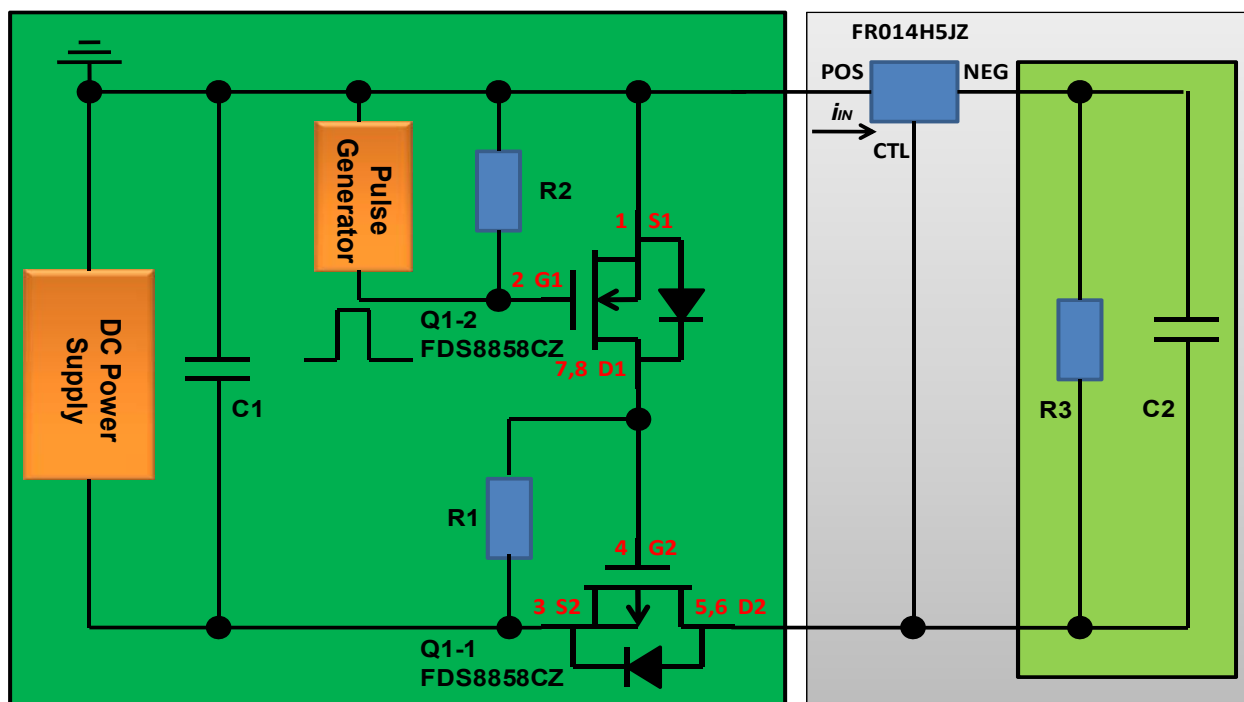 FR014H5JZ
POS
NEG
iIN
CTL
Pulse
Generator
R2
1 S1
2 G1
Q1-2
FDS8858CZ
7,8 D1
DC Power
Supply
C1
R3
C2
R1
4 G2
3 S2
5,6 D2
Q1-1
FDS8858CZ